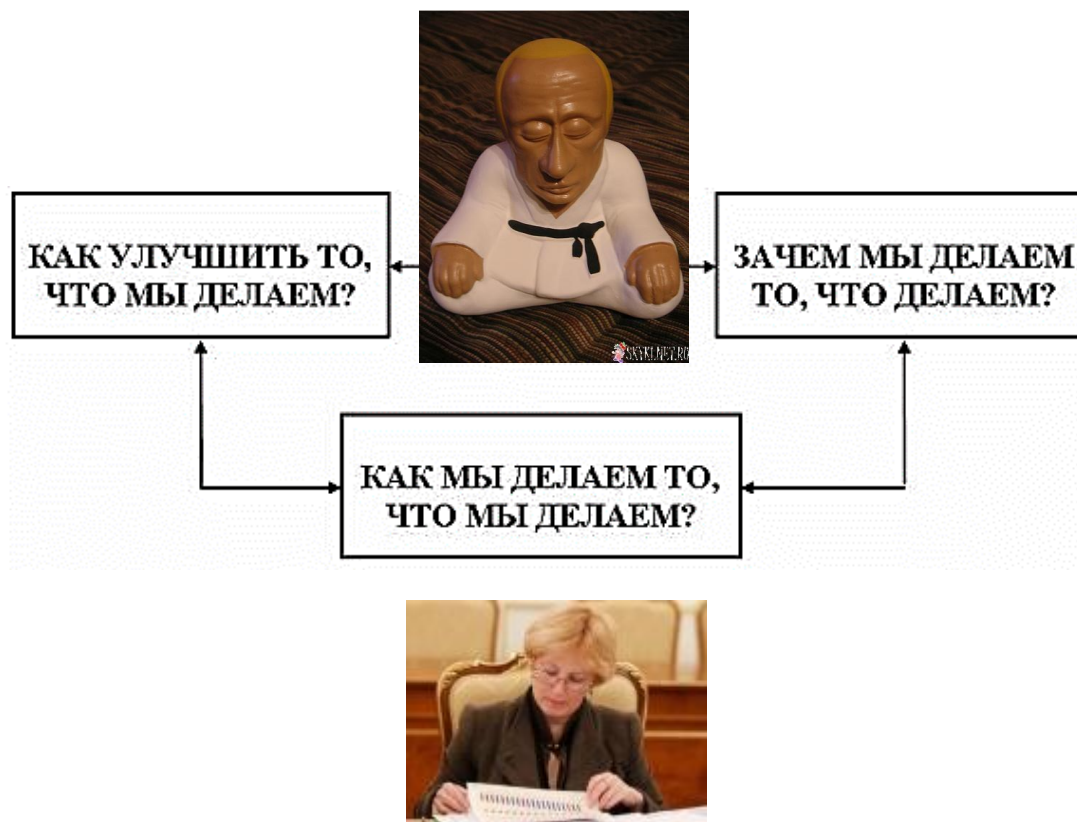 КАК УЛУЧШИТЬ ТО,
ЧТО МЫ ДЕЛАЕМ?
ЗАЧЕМ МЫ ДЕЛАЕМ
ТО, ЧТО ДЕЛАЕМ?
КАК МЫ ДЕЛАЕМ ТО,
ЧТО МЫ ДЕЛАЕМ?